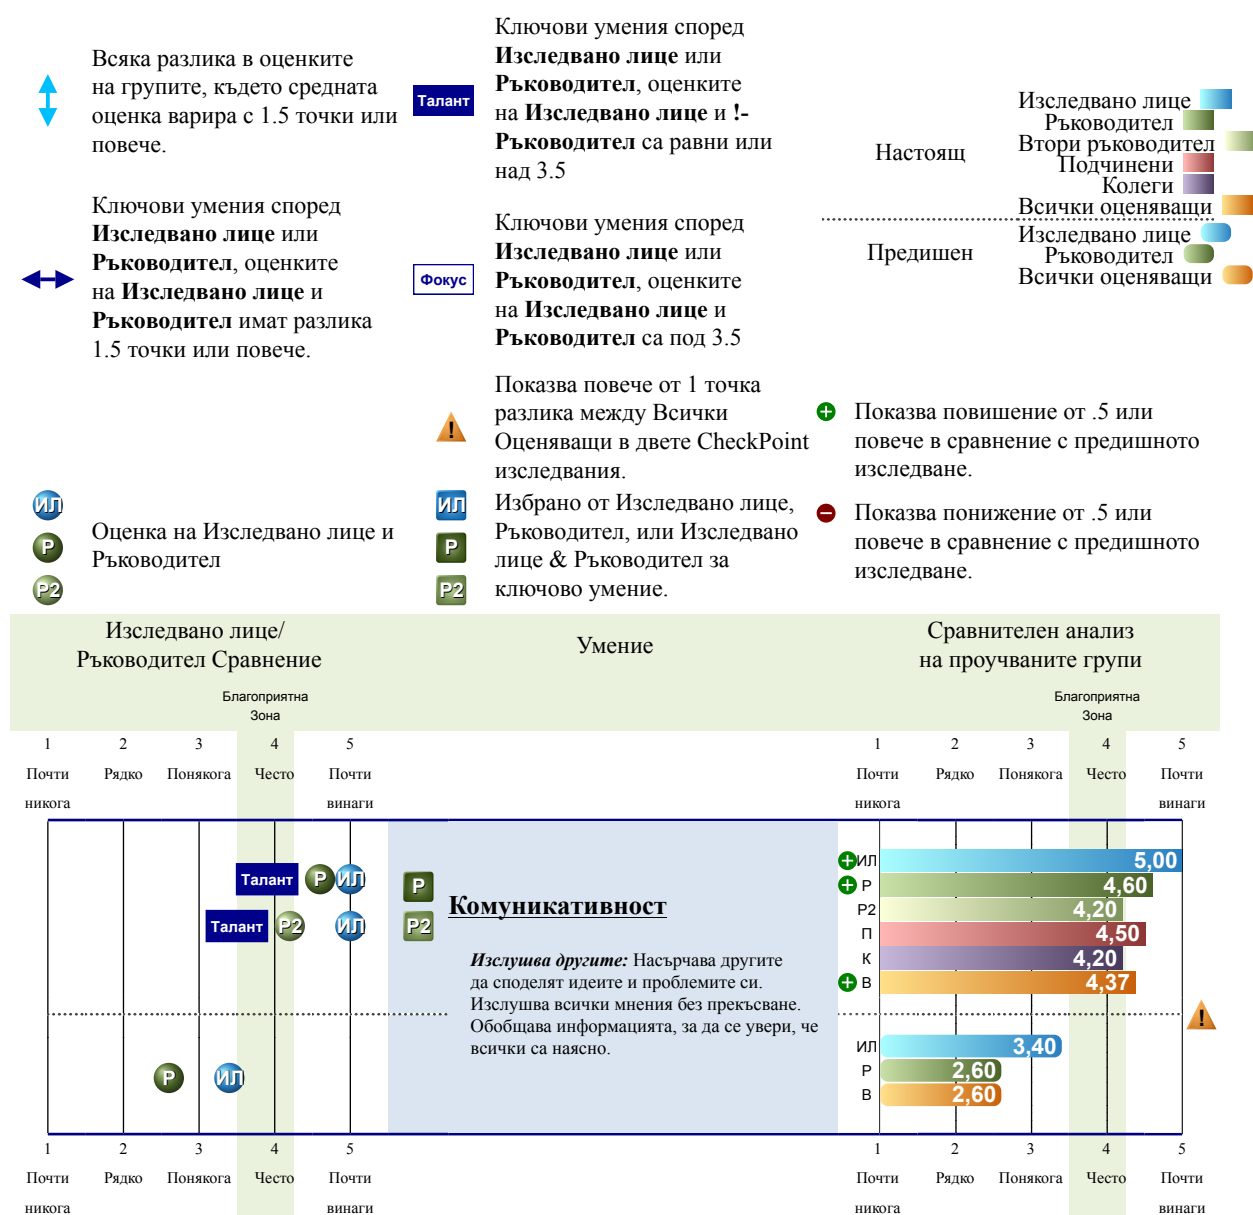 Всяка разлика в оценките
на групите, където средната
оценка варира с 1.5 точки или
повече.
Талант
Ключови умения според
Изследвано лице или
Ръководител, оценките
на Изследвано лице и !-
Ръководител са равни или
над 3.5
Настоящ
Изследвано лице
Ръководител
Втори ръководител
Подчинени
Колеги
Всички оценяващи
Ключови умения според
Изследвано лице или
Ръководител, оценките
на Изследвано лице и
Ръководител имат разлика
1.5 точки или повече.
Фокус
Ключови умения според
Изследвано лице или
Ръководител, оценките
на Изследвано лице и
Ръководител са под 3.5
Предишен
Изследвано лице
Ръководител
Всички оценяващи
!
Показва повече от 1 точка
разлика между Всички
Оценяващи в двете CheckPoint
изследвания.
Показва повишение от .5 или
повече в сравнение с предишното
изследване.
ИЛ
Р
Р2
Оценка на Изследвано лице и
Ръководител
ИЛ
Р
Р2
Избрано от Изследвано лице,
Ръководител, или Изследвано
лице & Ръководител за
ключово умение.
Показва понижение от .5 или
повече в сравнение с предишното
изследване.
Изследвано лице/
Ръководител Сравнение
Умение
Сравнителен анализ
на проучваните групи
Благоприятна
Зона
Благоприятна
Зона
1 2 3 4 5
Почти Рядко Понякога Често Почти
никога винаги
1 2 3 4 5
Почти Рядко Понякога Често Почти
никога винаги
Талант Р ИЛ
Талант Р2 ИЛ
Р ИЛ
Р
Р2
Комуникативност
Изслушва другите: Насърчава другите
да споделят идеите и проблемите си.
Изслушва всички мнения без прекъсване.
Обобщава информацията, за да се увери, че
всички са наясно.
ИЛ 5,00
Р 4,60
Р2 4,20
П 4,50
К 4,20
В 4,37
!
ИЛ 3,40
Р 2,60
В 2,60
1 2 3 4 5
Почти Рядко Понякога Често Почти
никога винаги
1 2 3 4 5
Почти Рядко Понякога Често Почти
никога винаги